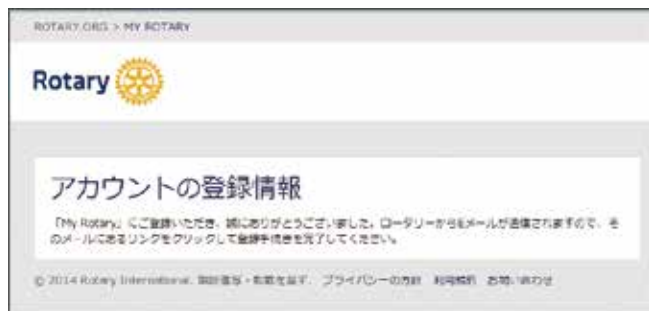 ROTARY.ORG > MY ROTARY
Rotary
アカウントの登録情報
「My Rotary」にご登録いただき、誠にありがとうございました。ロータリーからEメールが送信されますので、そ
のメールにあるリンクをクリックして登録手続きを完了してください。
© 2014 Rotary International. 無断複写・転載を禁ず。 プライバシーの方針 利用規約 お問い合わせ